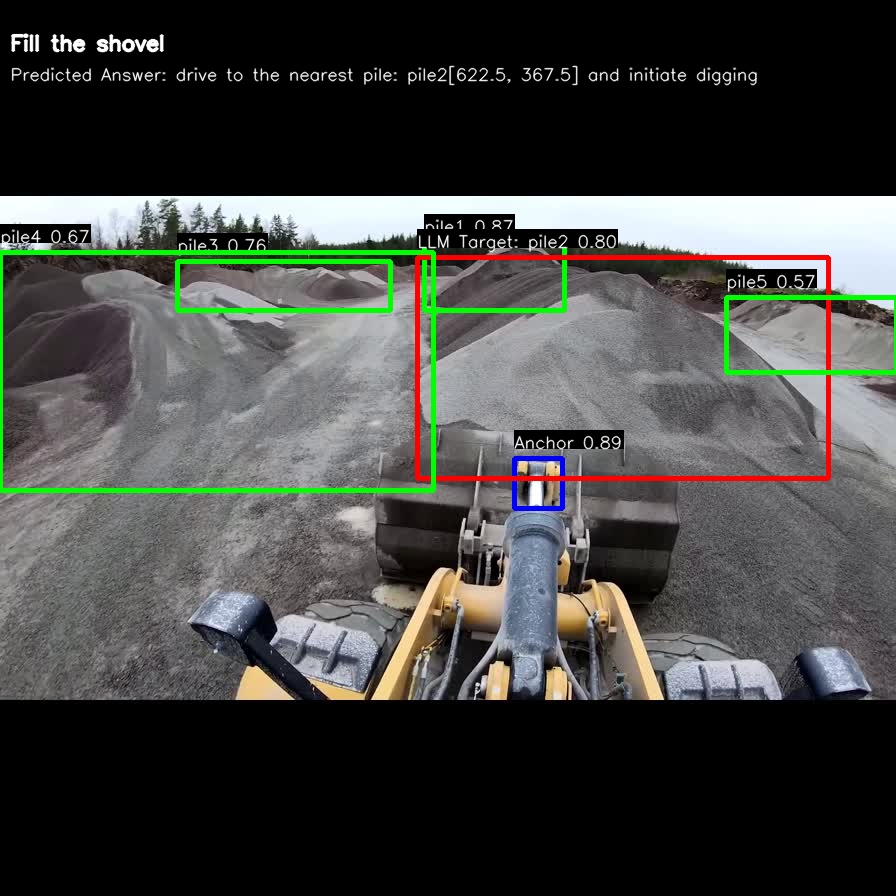 Fill the shovel
Predicted Answer: drive to the nearest pile: pile2[622.5, 367.5] and initiate digging
pile1 0.87
pile4 0.67
pile3 0.76
LLM Target: pile2 0.80
pile5 0.57
Anchor 0.89